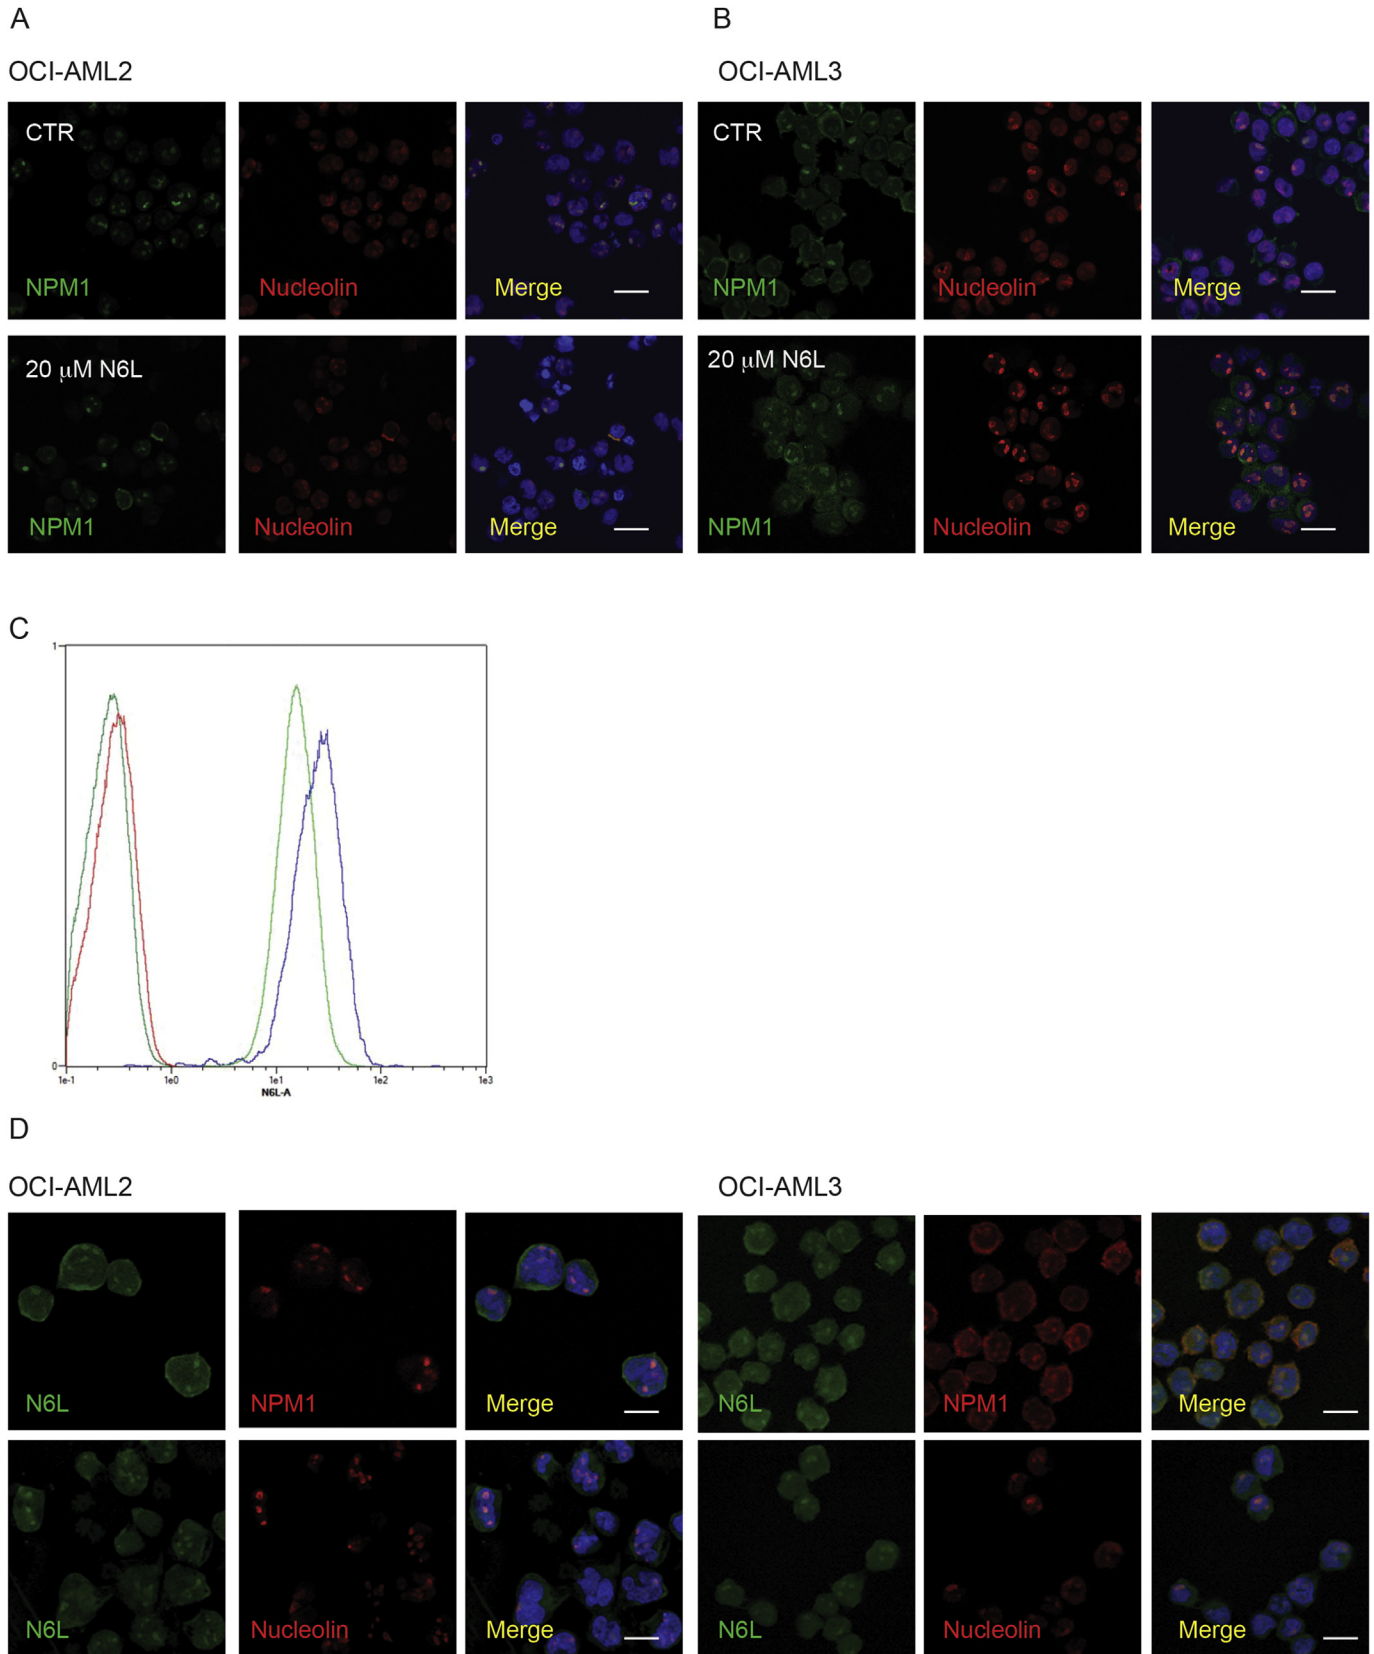 A
B
OCI-AML2
OCI-AML3
CTR
CTR
NPM1
Nucleolin
Merge
NPM1
Nucleolin
Merge
20 μM N6L
20 μM N6L
NPM1
Nucleolin
Merge
NPM1
Nucleolin
Merge
C
1
0
1e-1
1e0
1e1
1e2
1e3
N6L-A
D
OCI-AML2
OCI-AML3
N6L
NPM1
Merge
N6L
NPM1
Merge
N6L
Nucleolin
Merge
N6L
Nucleolin
Merge